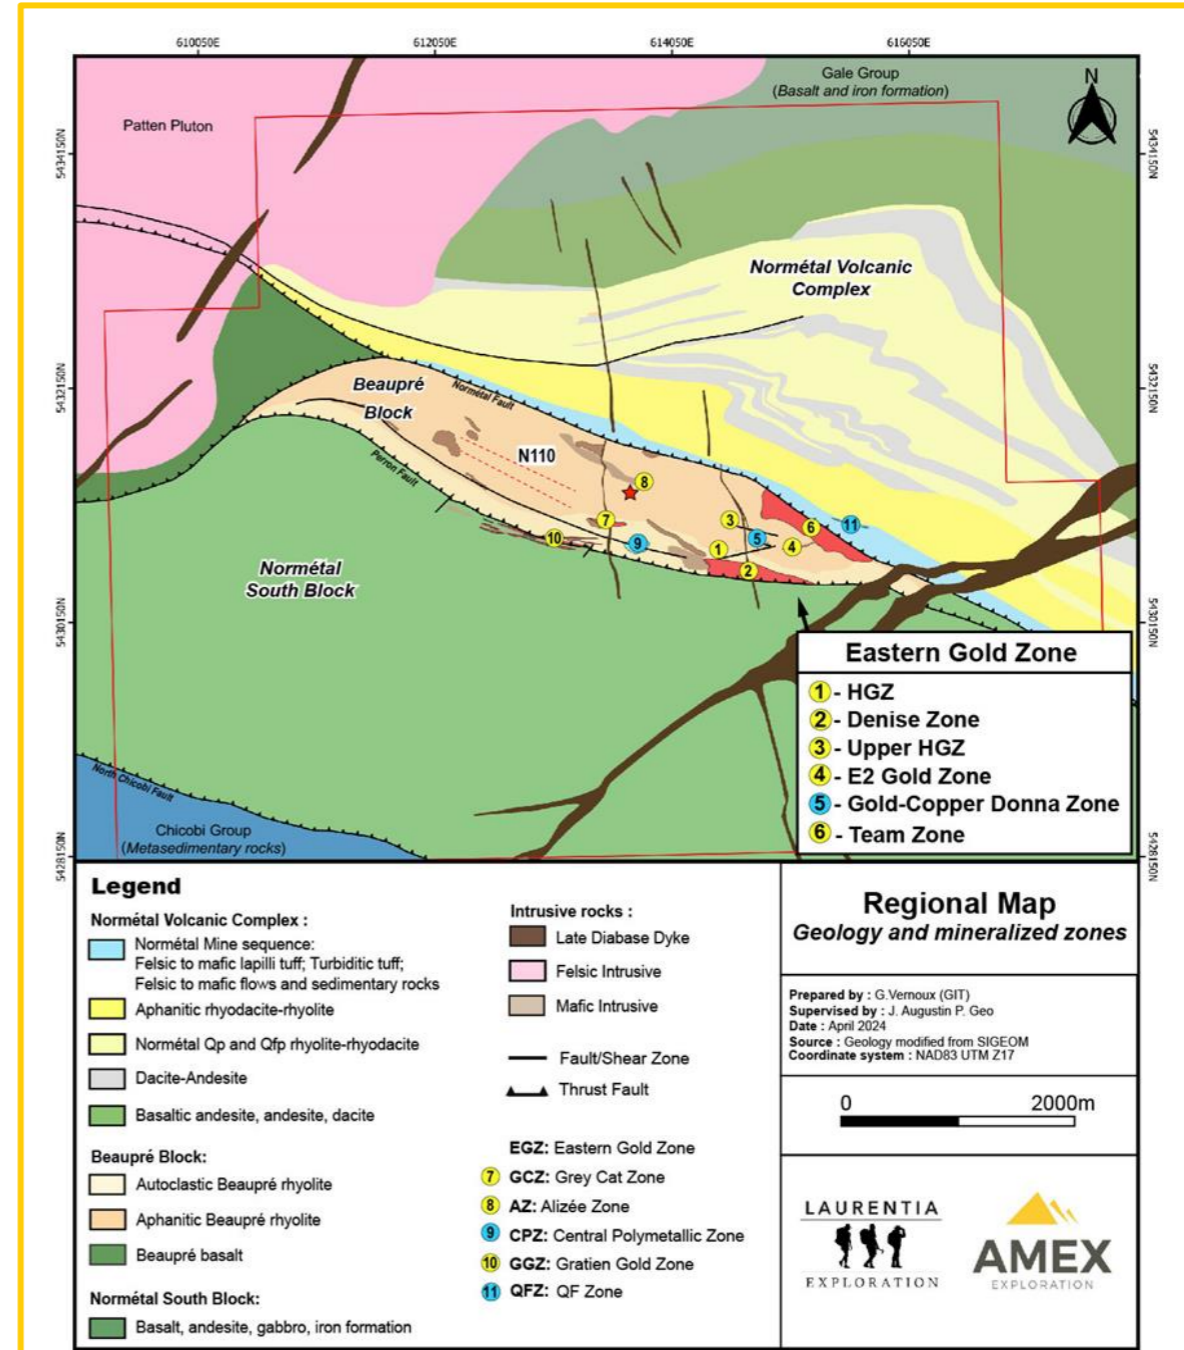 610050E
612050E
614050E
616050E
Gale Group
(Basalt and iron formation)
N
Patten Pluton
5434150N
5434150N
Normétal Volcanic
Complex
5432150N
5432150N
Beaupré
Block
Normétal Fault
Perron Fault
N110
8
7
3
6
11
10
9
5
1
4
2
Normétal
South Block
5430150N
5430150N
Eastern Gold Zone
1 - HGZ
2 - Denise Zone
3 - Upper HGZ
4 - E2 Gold Zone
5 - Gold-Copper Donna Zone
6 - Team Zone
North Chicobi Fault
Chicobi Group
(Metasedimentary rocks)
5428150N
5428150N
Legend
Normétal Volcanic Complex :
Normétal Mine sequence:
Felsic to mafic lapilli tuff; Turbiditic tuff;
Felsic to mafic flows and sedimentary rocks
Aphanitic rhyodacite-rhyolite
Normétal Qp and Qfp rhyolite-rhyodacite
Dacite-Andesite
Basaltic andesite, andesite, dacite
Beaupré Block:
Autoclastic Beaupré rhyolite
Aphanitic Beaupré rhyolite
Beaupré basalt
Normétal South Block:
Basalt, andesite, gabbro, iron formation
Intrusive rocks :
Late Diabase Dyke
Felsic Intrusive
Mafic Intrusive
Fault/Shear Zone
Thrust Fault
EGZ: Eastern Gold Zone
7 GCZ: Grey Cat Zone
8 AZ: Alizée Zone
9 CPZ: Central Polymetallic Zone
10 GGZ: Gratien Gold Zone
11 QFZ: QF Zone
Regional Map
Geology and mineralized zones
Prepared by : G.Vernoux (GIT)
Supervised by : J. Augustin P. Geo
Date : April 2024
Source : Geology modified from SIGEOM
Coordinate system : NAD83 UTM Z17
0 2000m
LAURENTIA
EXPLORATION
AMEX
EXPLORATION